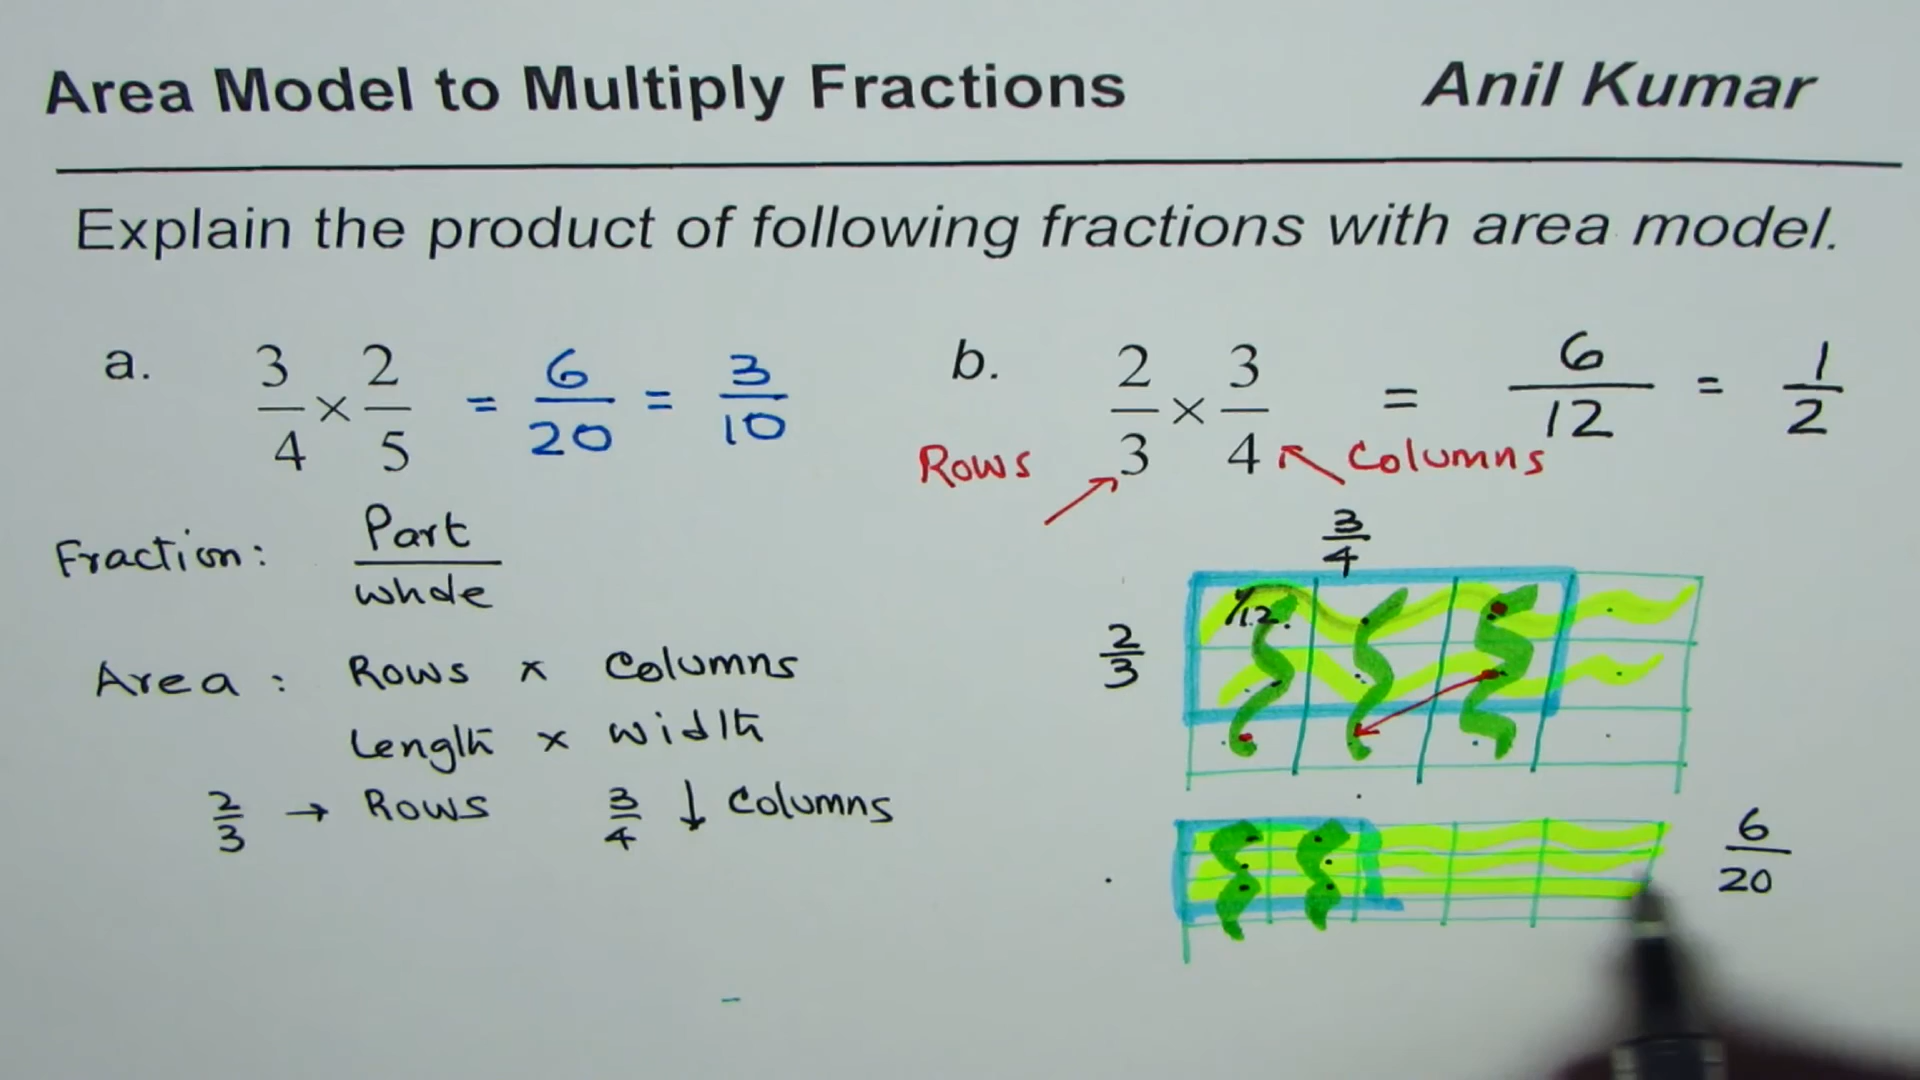 Area Model to Multiply Fractions
Anil Kumar
Explain the product of following fractions with area model.
a. 3/4 × 2/5 = 6/20 = 3/10
b. 2/3 × 3/4 = 6/12 = 1/2
Rows
Columns
Fraction: Part/whole
Area: Rows x Columns
Length x width
2/3 → Rows 3/4 ↓ Columns
3/4
2/3
1/12
6/20